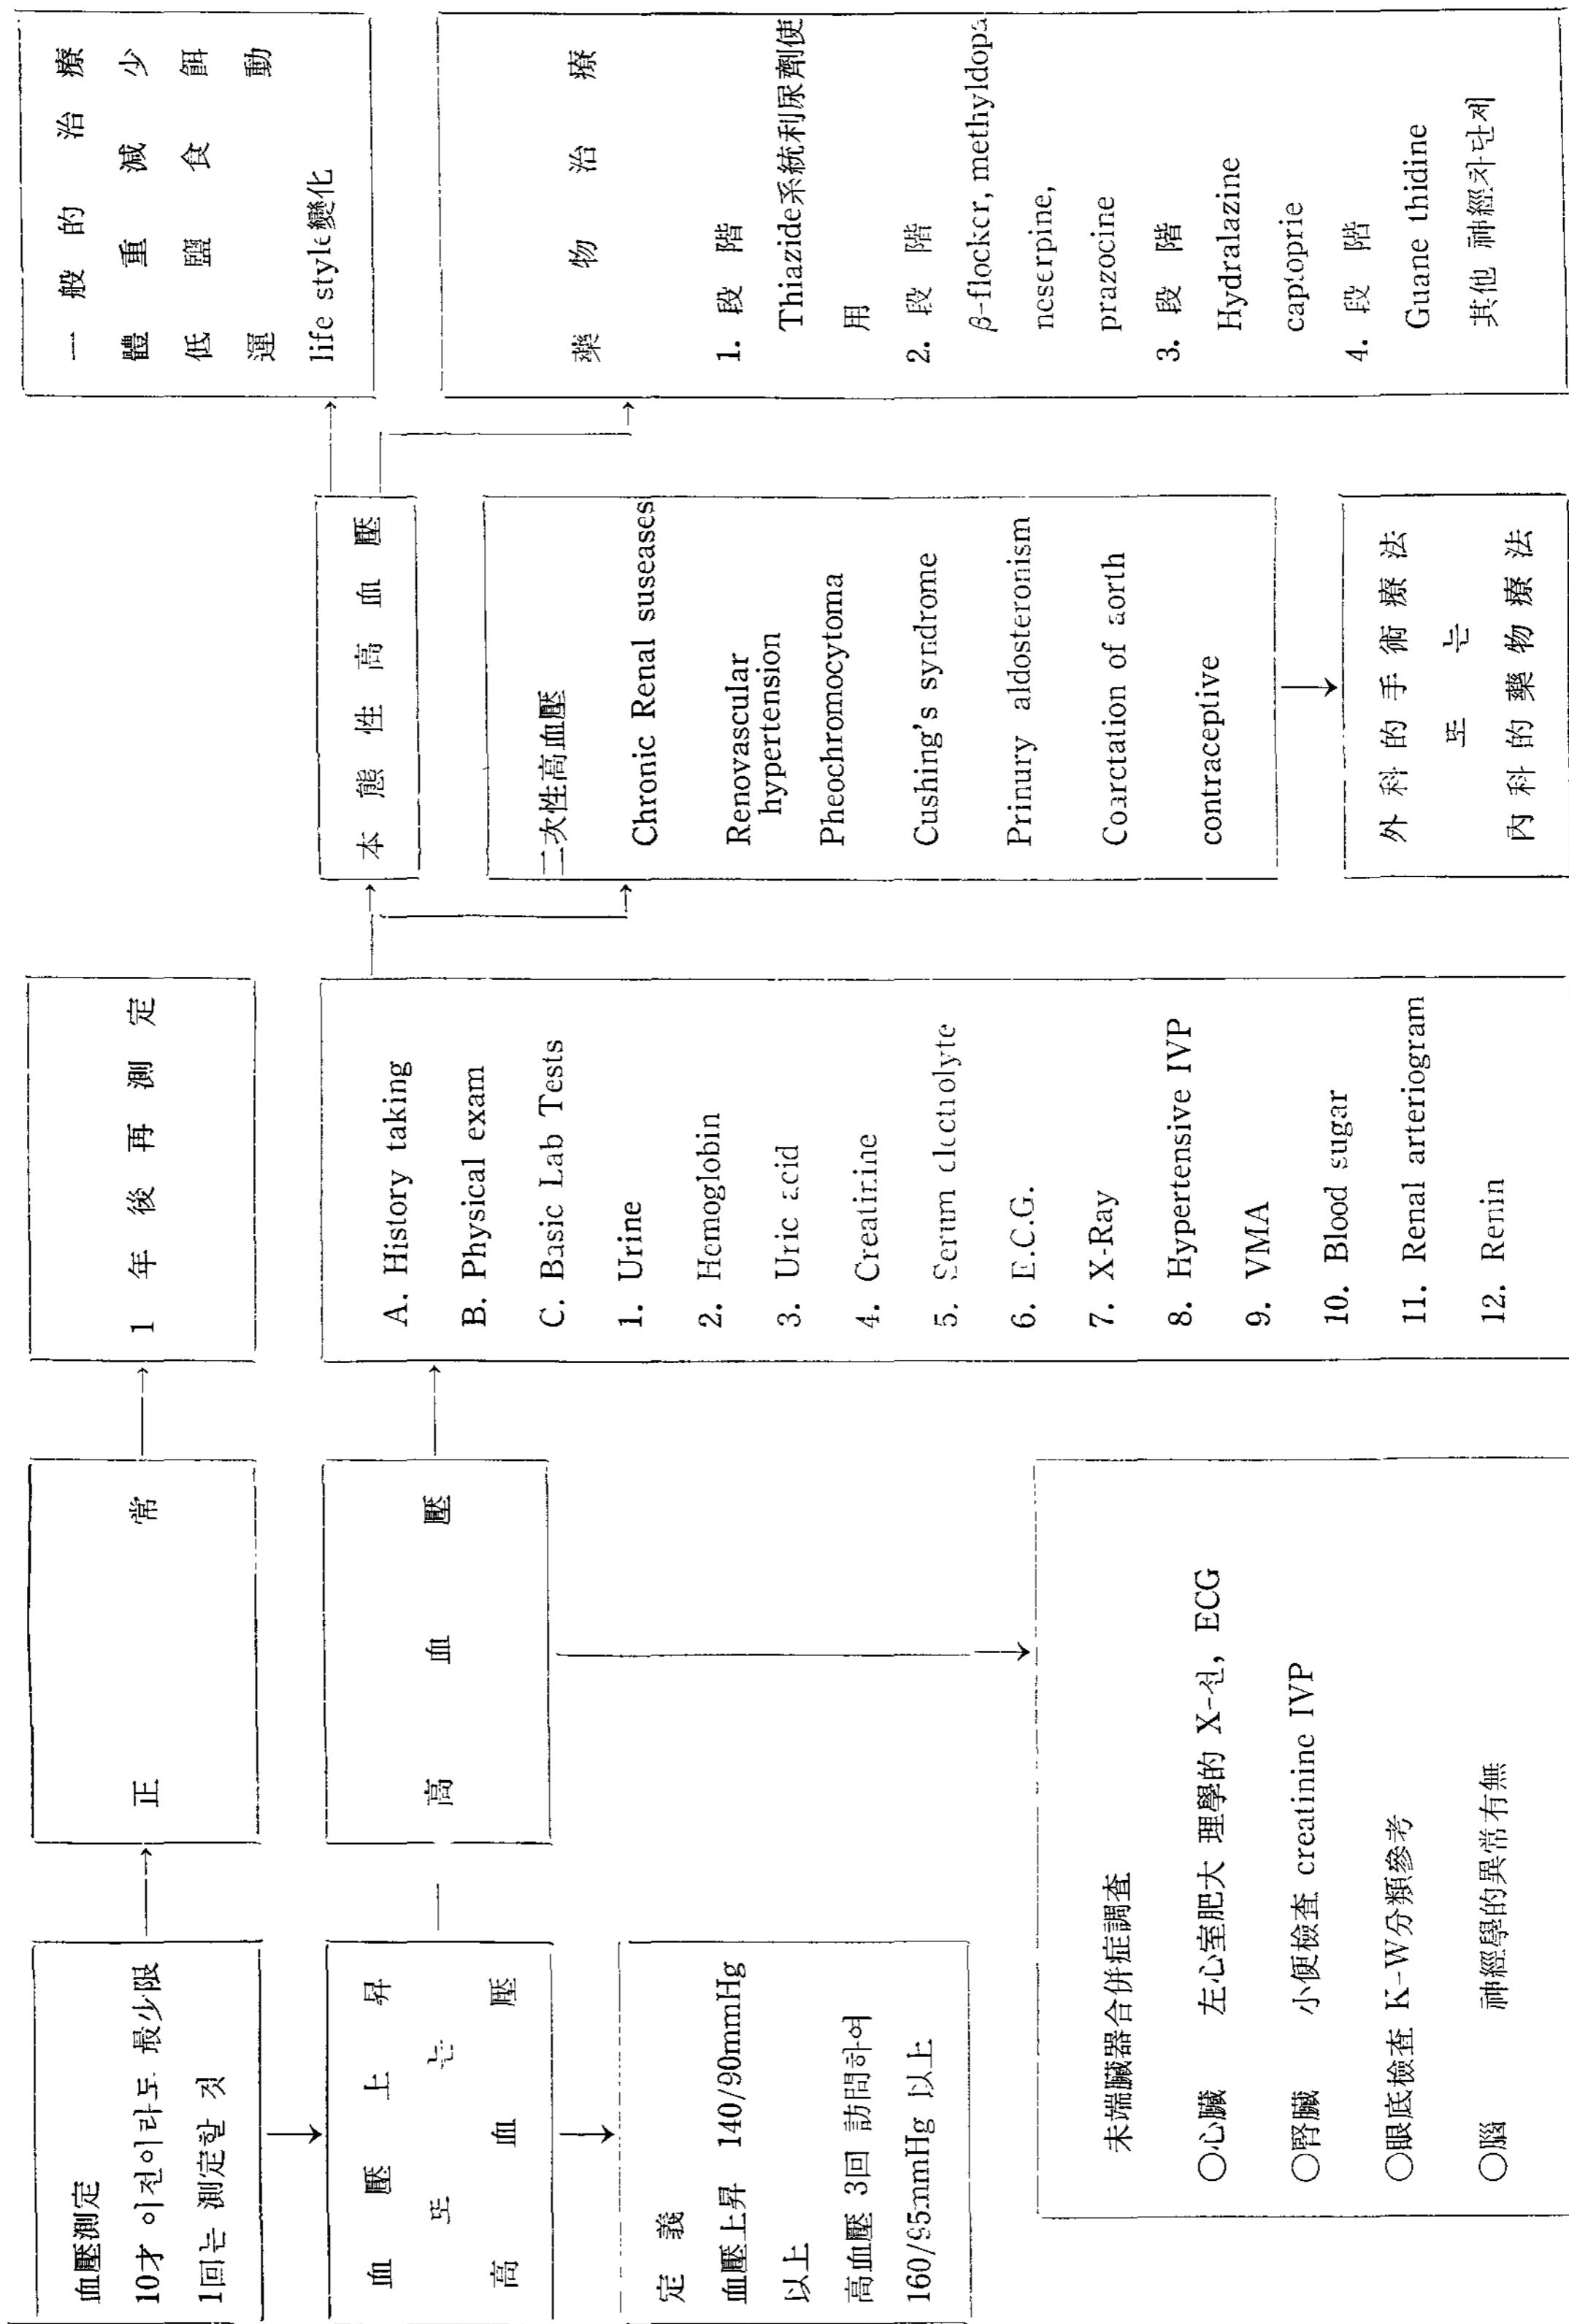 血壓測定
10才 이전이라도 最少限
1回는 測定할 것
正常
1年後再測定
血壓上昇
또는
高血壓
高血壓
定義
血壓上昇 140/90mmHg
以上
高血壓 3回 訪問하여
160/95mmHg 以上
A. History taking
B. Physical exam
C. Basic Lab Tests
1. Urine
2. Hemoglobin
3. Uric acid
4. Creatinine
5. Serum electrolyte
6. E.C.G.
7. X-Ray
8. Hypertensive IVP
9. VMA
10. Blood sugar
11. Renal arteriogram
12. Renin
末端臟器合併症調査
○心臟 左心室肥大 理學的 X-선, ECG
○腎臟 小便檢査 creatinine IVP
○眼底檢査 K-W分類參考
○腦 神經學的異常有無
本態性高血壓
二次性高血壓
Chronic Renal suseases
Renovascular
hypertension
Pheochromocytoma
Cushing's syndrome
Prinury aldosteronism
Coarctation of aorth
contraceptive
外科的手術療法
또는
內科的藥物療法
一般的治療
體重減少
低鹽食餌
運動
life style變化
藥物治療
1. 段階
Thiazide系統利尿劑使
用
2. 段階
β-flocker, methyldopa
neserpine,
prazocine
3. 段階
Hydralazine
captoprie
4. 段階
Guane thidine
其他 神經차단제